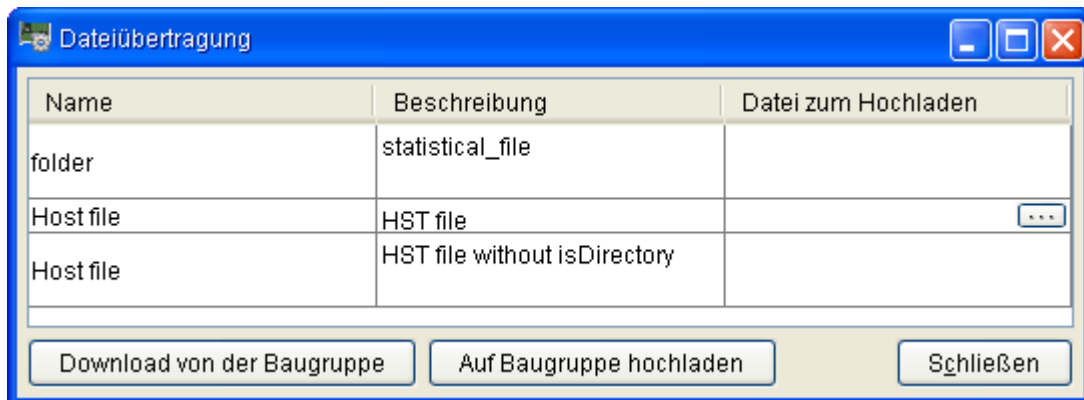 Dateiübertragung
Name Beschreibung Datei zum Hochladen
folder statistical_file
Host file HST file ...
Host file HST file without isDirectory
Download von der Baugruppe Auf Baugruppe hochladen Schließen